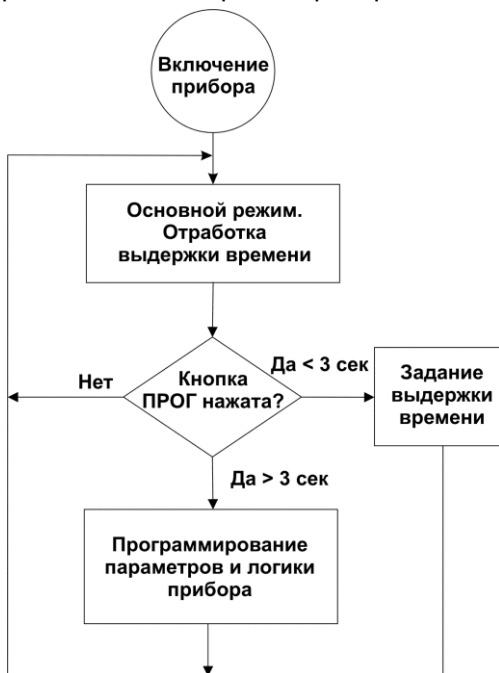 Включение
прибора
Основной режим.
Отработка
выдержки времени
Нет
Кнопка
ПРОГ нажата?
Да < 3 сек
Задание
выдержки
времени
Да > 3 сек
Программирование
параметров и логики
прибора